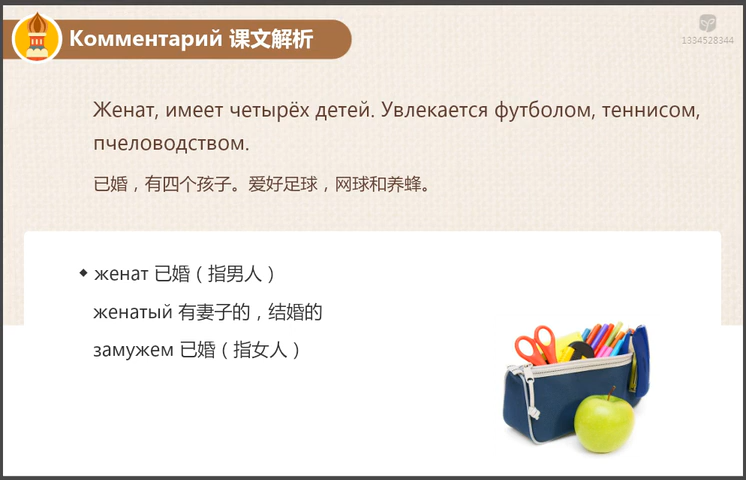 Комментарий 课文解析
1334528344
Женат, имеет четырёх детей. Увлекается футболом, теннисом,
пчеловодством.
已婚，有四个孩子。爱好足球，网球和养蜂。
◆ женат 已婚（指男人）
женатый 有妻子的，结婚的
замужем 已婚（指女人）